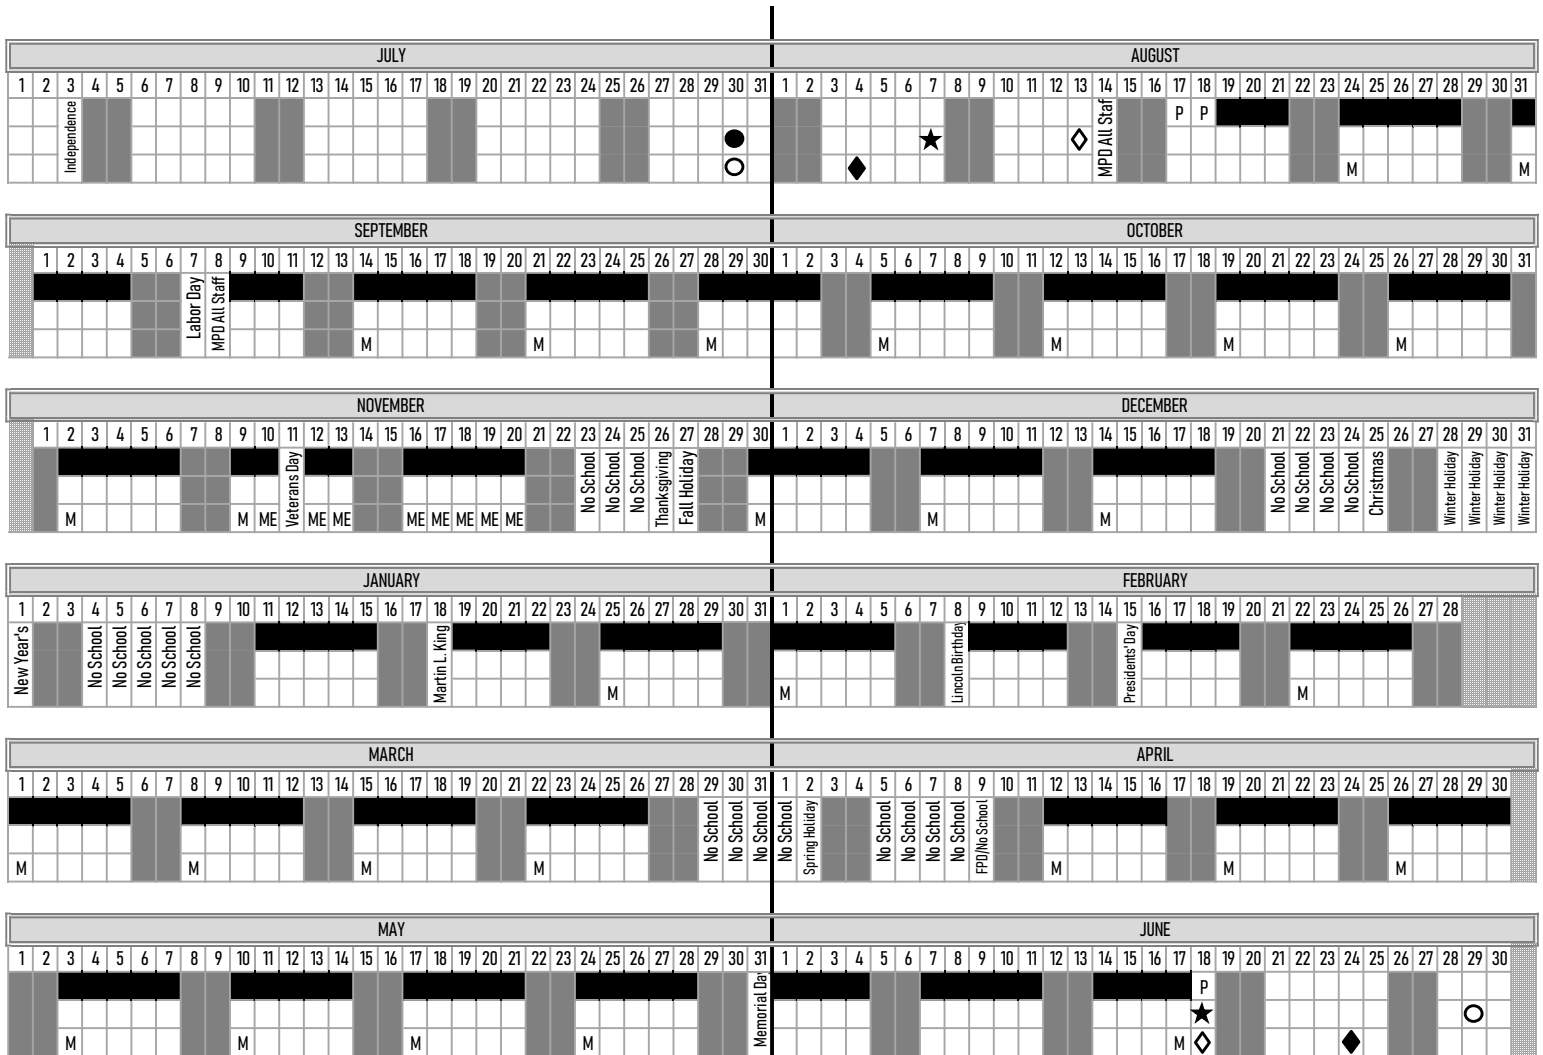 JULY AUGUST
1 2 3 4 5 6 7 8 9 10 11 12 13 14 15 16 17 18 19 20 21 22 23 24 25 26 27 28 29 30 31 1 2 3 4 5 6 7 8 9 10 11 12 13 14 15 16 17 18 19 20 21 22 23 24 25 26 27 28 29 30 31
Independence
MPD All Staf
P P
M M
SEPTEMBER OCTOBER
1 2 3 4 5 6 7 8 9 10 11 12 13 14 15 16 17 18 19 20 21 22 23 24 25 26 27 28 29 30 1 2 3 4 5 6 7 8 9 10 11 12 13 14 15 16 17 18 19 20 21 22 23 24 25 26 27 28 29 30 31
Labor Day
MPD All Staff
M M M M M M M
NOVEMBER DECEMBER
1 2 3 4 5 6 7 8 9 10 11 12 13 14 15 16 17 18 19 20 21 22 23 24 25 26 27 28 29 30 1 2 3 4 5 6 7 8 9 10 11 12 13 14 15 16 17 18 19 20 21 22 23 24 25 26 27 28 29 30 31
Veterans Day
No School
No School
No School
Thanksgiving
Fall Holiday
No School
No School
No School
No School
Christmas
Winter Holiday
Winter Holiday
Winter Holiday
Winter Holiday
M M ME ME ME ME ME ME ME ME M M M
JANUARY FEBRUARY
1 2 3 4 5 6 7 8 9 10 11 12 13 14 15 16 17 18 19 20 21 22 23 24 25 26 27 28 29 30 31 1 2 3 4 5 6 7 8 9 10 11 12 13 14 15 16 17 18 19 20 21 22 23 24 25 26 27 28
New Year's
No School
No School
No School
No School
No School
Martin L. King
Lincoln Birthday
Presidents' Day
M M M
MARCH APRIL
1 2 3 4 5 6 7 8 9 10 11 12 13 14 15 16 17 18 19 20 21 22 23 24 25 26 27 28 29 30 31 1 2 3 4 5 6 7 8 9 10 11 12 13 14 15 16 17 18 19 20 21 22 23 24 25 26 27 28 29 30
No School
No School
No School
No School
Spring Holiday
No School
No School
No School
No School
FPD/No School
M M M M M M M
MAY JUNE
1 2 3 4 5 6 7 8 9 10 11 12 13 14 15 16 17 18 19 20 21 22 23 24 25 26 27 28 29 30 31 1 2 3 4 5 6 7 8 9 10 11 12 13 14 15 16 17 18 19 20 21 22 23 24 25 26 27 28 29 30
Memorial Day
P
M M M M M